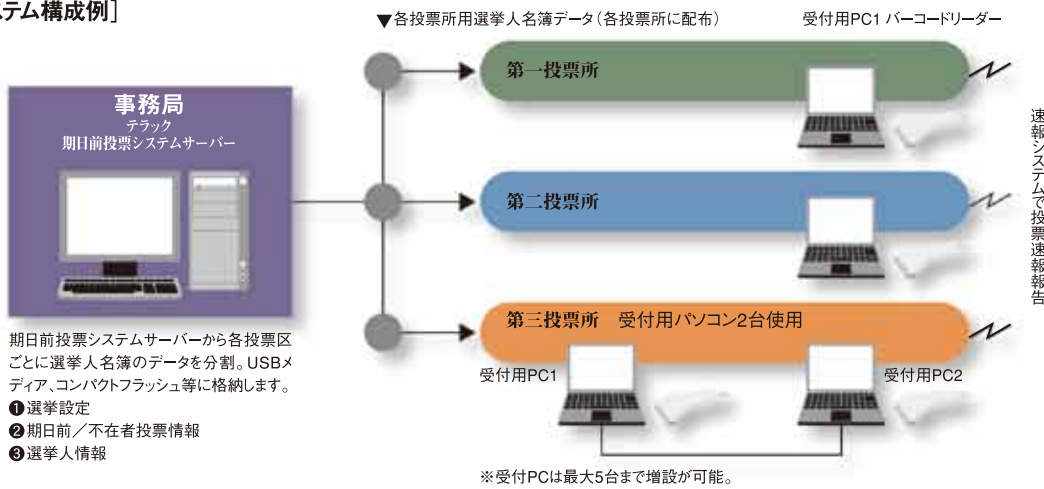 ステム構成例]
▼各投票所用選挙人名簿データ(各投票所に配布)
受付用PC1 バーコードリーダー
事務局
テラック
期日前投票システムサーバー
第一投票所
第二投票所
第三投票所 受付用パソコン2台使用
受付用PC1
受付用PC2
※受付PCは最大5台まで増設が可能。
速報システムで投票速報報告
期日前投票システムサーバーから各投票区
ごとに選挙人名簿のデータを分割。USBメ
ディア、コンパクトフラッシュ等に格納します。
❶選挙設定
❷期日前/不在者投票情報
❸選挙人情報